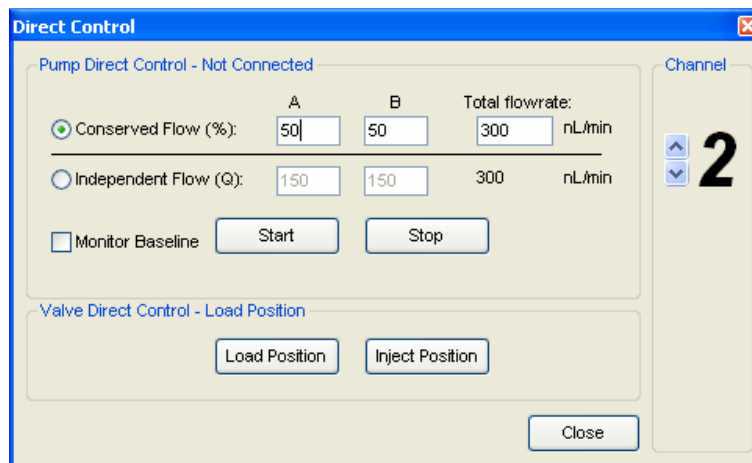 Direct Control
Pump Direct Control - Not Connected
Channel
A B Total flowrate:
Conserved Flow (%): 50 50 300 nL/min
2
Independent Flow (Q): 150 150 300 nL/min
Monitor Baseline Start Stop
Valve Direct Control - Load Position
Load Position Inject Position
Close